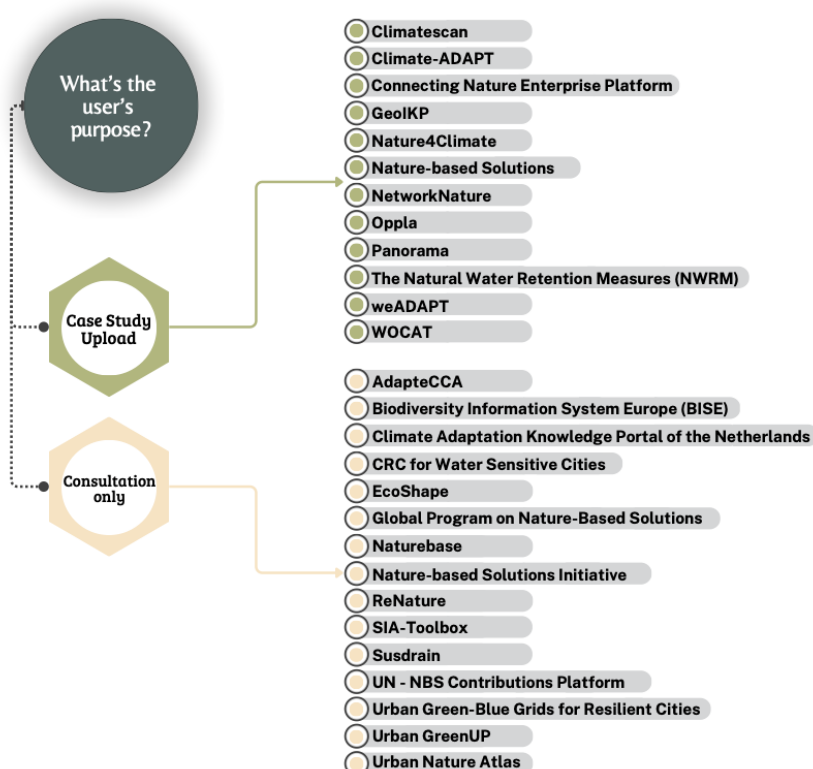 What's the
user's
purpose?
Case Study
Upload
Consultation
only
Climatescan
Climate-ADAPT
Connecting Nature Enterprise Platform
GeoIKP
Nature4Climate
Nature-based Solutions
NetworkNature
Oppla
Panorama
The Natural Water Retention Measures (NWRM)
weADAPT
WOCAT
AdapteCCA
Biodiversity Information System Europe (BISE)
Climate Adaptation Knowledge Portal of the Netherlands
CRC for Water Sensitive Cities
EcoShape
Global Program on Nature-Based Solutions
Naturebase
Nature-based Solutions Initiative
ReNature
SIA-Toolbox
Susdrain
UN - NBS Contributions Platform
Urban Green-Blue Grids for Resilient Cities
Urban GreenUP
Urban Nature Atlas